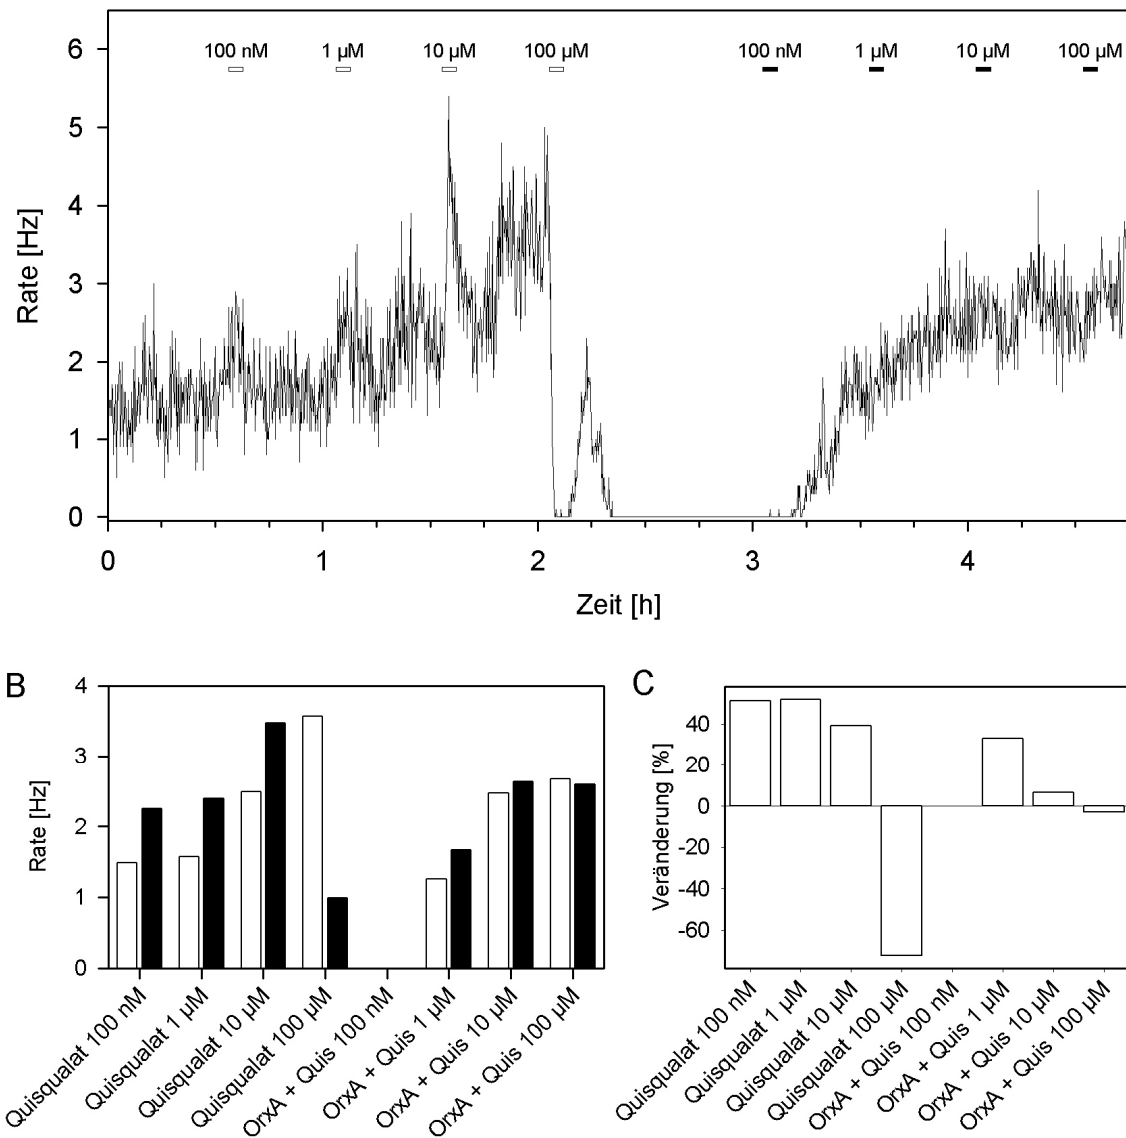 100 nM 1 µM 10 µM 100 µM 100 nM 1 µM 10 µM 100 µM
6
5
4
3
2
1
0
Rate [Hz]
0 1 2 3 4
Zeit [h]
B
4
3
2
1
0
Rate [Hz]
Quisqualat 100 nM
Quisqualat 1 µM
Quisqualat 10 µM
Quisqualat 100 µM
OrxA + Quis 100 nM
OrxA + Quis 1 µM
OrxA + Quis 10 µM
OrxA + Quis 100 µM
C
40
20
0
-20
-40
-60
Veränderung [%]
Quisqualat 100 nM
Quisqualat 1 µM
Quisqualat 10 µM
Quisqualat 100 µM
OrxA + Quis 100 nM
OrxA + Quis 1 µM
OrxA + Quis 10 µM
OrxA + Quis 100 µM